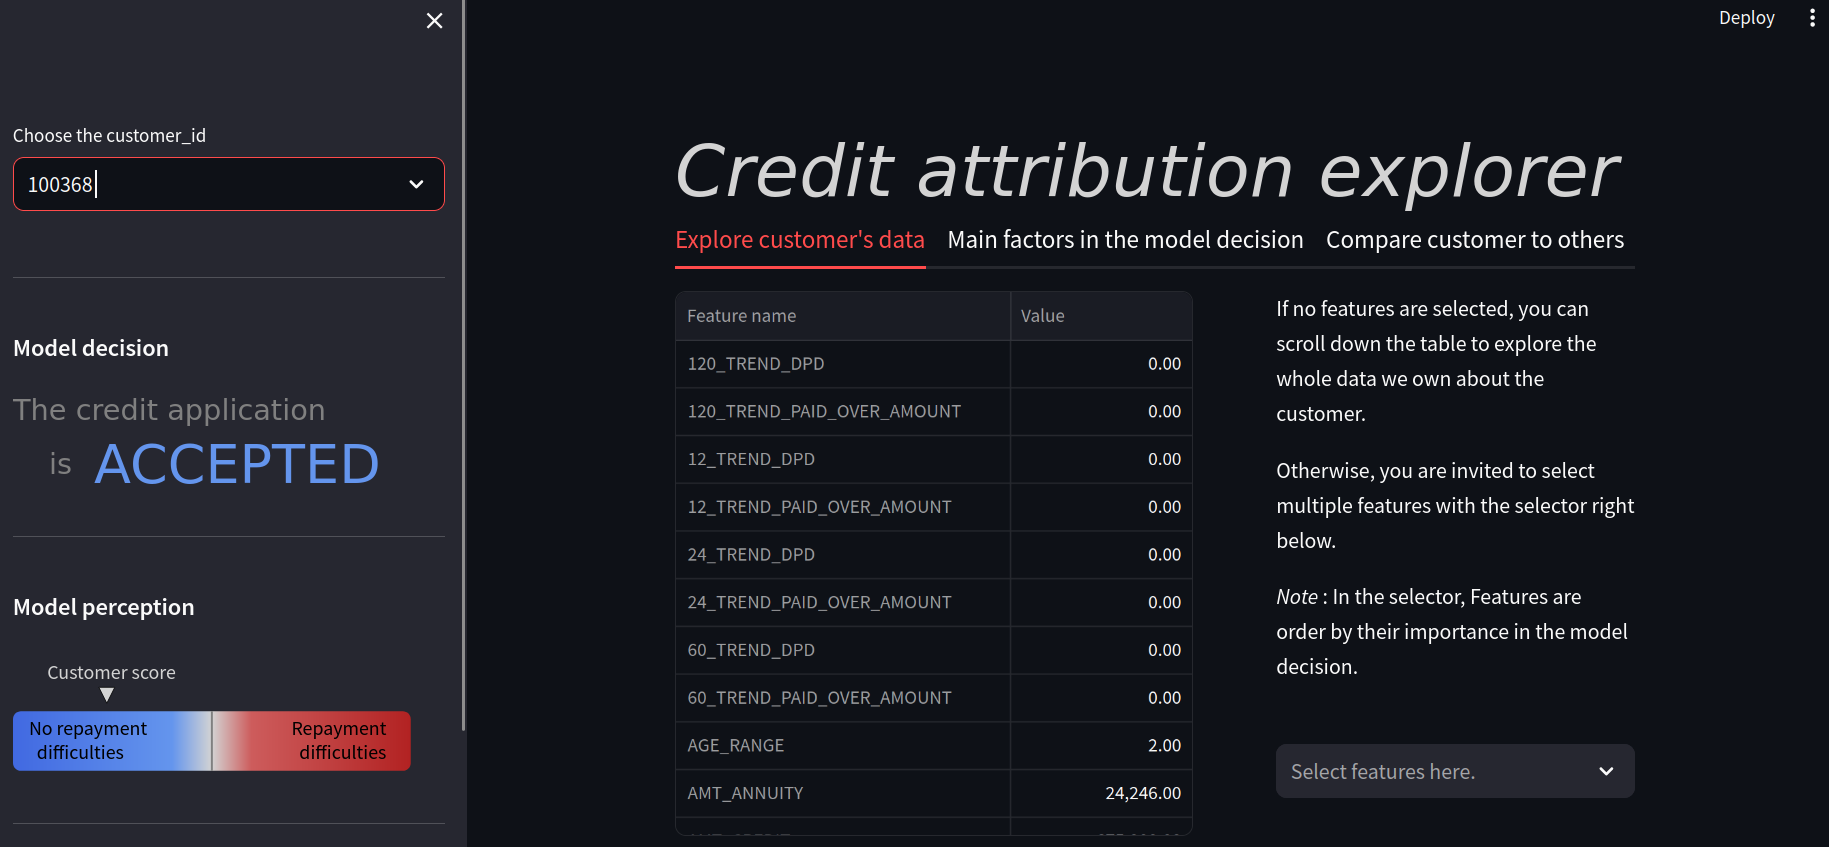 Choose the customer_id
100368
Model decision
The credit application
is ACCEPTED
Model perception
Customer score
No repayment
difficulties
Repayment
difficulties
Deploy
Credit attribution explorer
Explore customer's data Main factors in the model decision Compare customer to others
Feature name Value
120_TREND_DPD 0.00
120_TREND_PAID_OVER_AMOUNT 0.00
12_TREND_DPD 0.00
12_TREND_PAID_OVER_AMOUNT 0.00
24_TREND_DPD 0.00
24_TREND_PAID_OVER_AMOUNT 0.00
60_TREND_DPD 0.00
60_TREND_PAID_OVER_AMOUNT 0.00
AGE_RANGE 2.00
AMT_ANNUITY 24,246.00
If no features are selected, you can
scroll down the table to explore the
whole data we own about the
customer.
Otherwise, you are invited to select
multiple features with the selector right
below.
Note : In the selector, Features are
order by their importance in the model
decision.
Select features here.